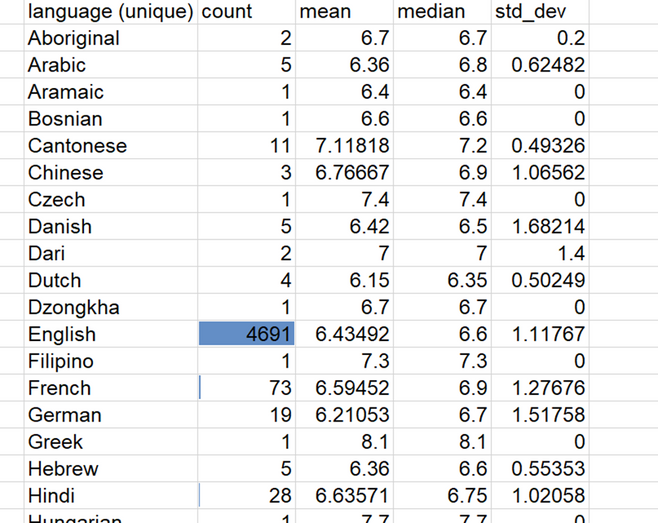 language (unique) count mean median std_dev
Aboriginal 2 6.7 6.7 0.2
Arabic 5 6.36 6.8 0.62482
Aramaic 1 6.4 6.4 0
Bosnian 1 6.6 6.6 0
Cantonese 11 7.11818 7.2 0.49326
Chinese 3 6.76667 6.9 1.06562
Czech 1 7.4 7.4 0
Danish 5 6.42 6.5 1.68214
Dari 2 7 7 1.4
Dutch 4 6.15 6.35 0.50249
Dzongkha 1 6.7 6.7 0
English 4691 6.43492 6.6 1.11767
Filipino 1 7.3 7.3 0
French 73 6.59452 6.9 1.27676
German 19 6.21053 6.7 1.51758
Greek 1 8.1 8.1 0
Hebrew 5 6.36 6.6 0.55353
Hindi 28 6.63571 6.75 1.02058
Hungarian 1 7.7 7.7 0